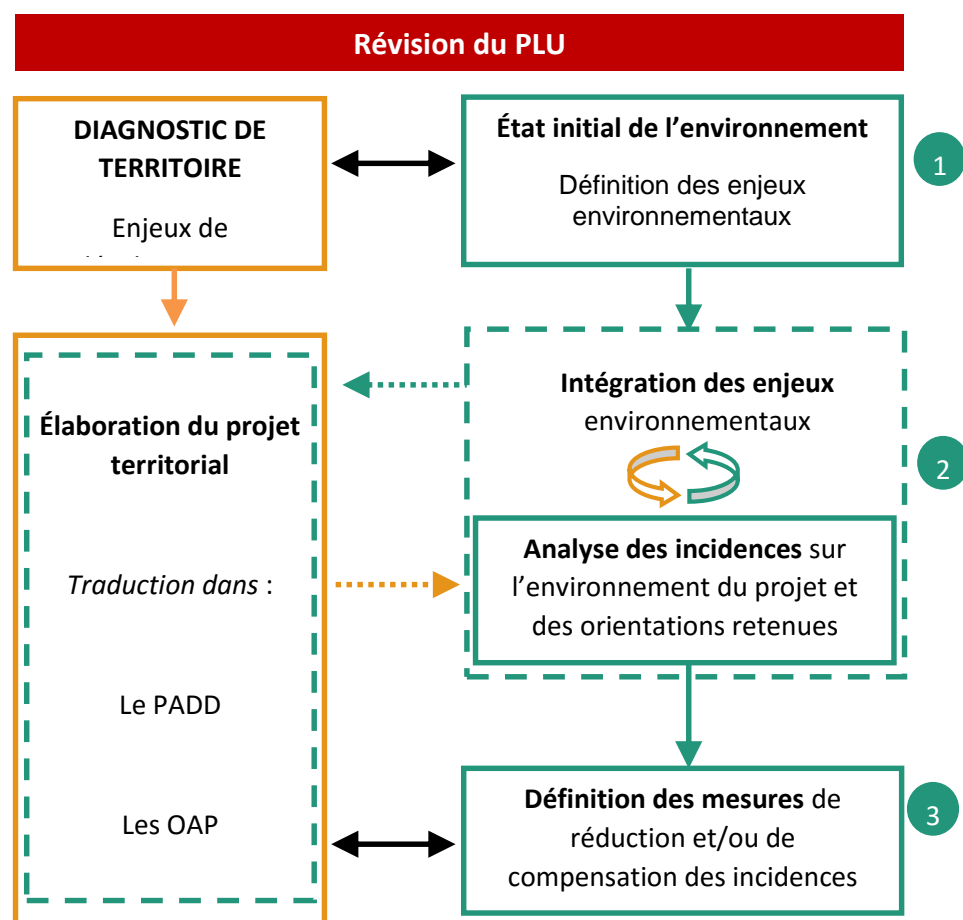 Révision du PLU
DIAGNOSTIC DE
TERRITOIRE
Enjeux de
État initial de l’environnement
Définition des enjeux
environnementaux
1
Élaboration du projet
territorial
Traduction dans :
Le PADD
Les OAP
Intégration des enjeux
environnementaux
2
Analyse des incidences sur
l’environnement du projet et
des orientations retenues
Définition des mesures de
réduction et/ou de
compensation des incidences
3